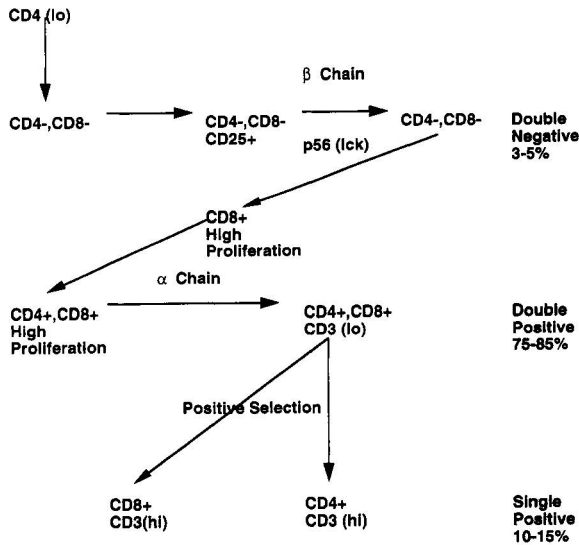 CD4 (lo)
β Chain
CD4-,CD8-
CD4-,CD8-
CD25+
p56 (lck)
CD4-,CD8-
Double
Negative
3-5%
CD8+
High
Proliferation
α Chain
CD4+,CD8+
High
Proliferation
CD4+,CD8+
CD3 (lo)
Double
Positive
75-85%
Positive Selection
CD8+
CD3(hi)
CD4+
CD3 (hi)
Single
Positive
10-15%